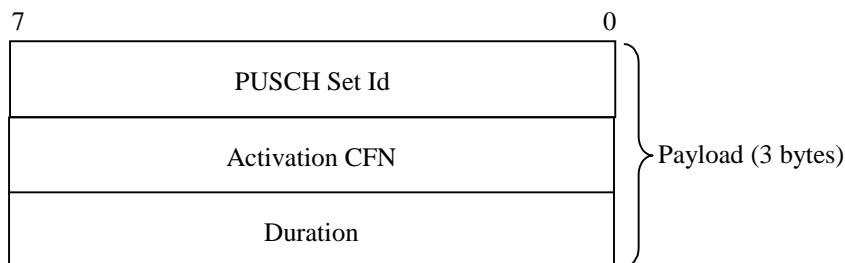 7 0
PUSCH Set Id
Activation CFN
Payload (3 bytes)
Duration